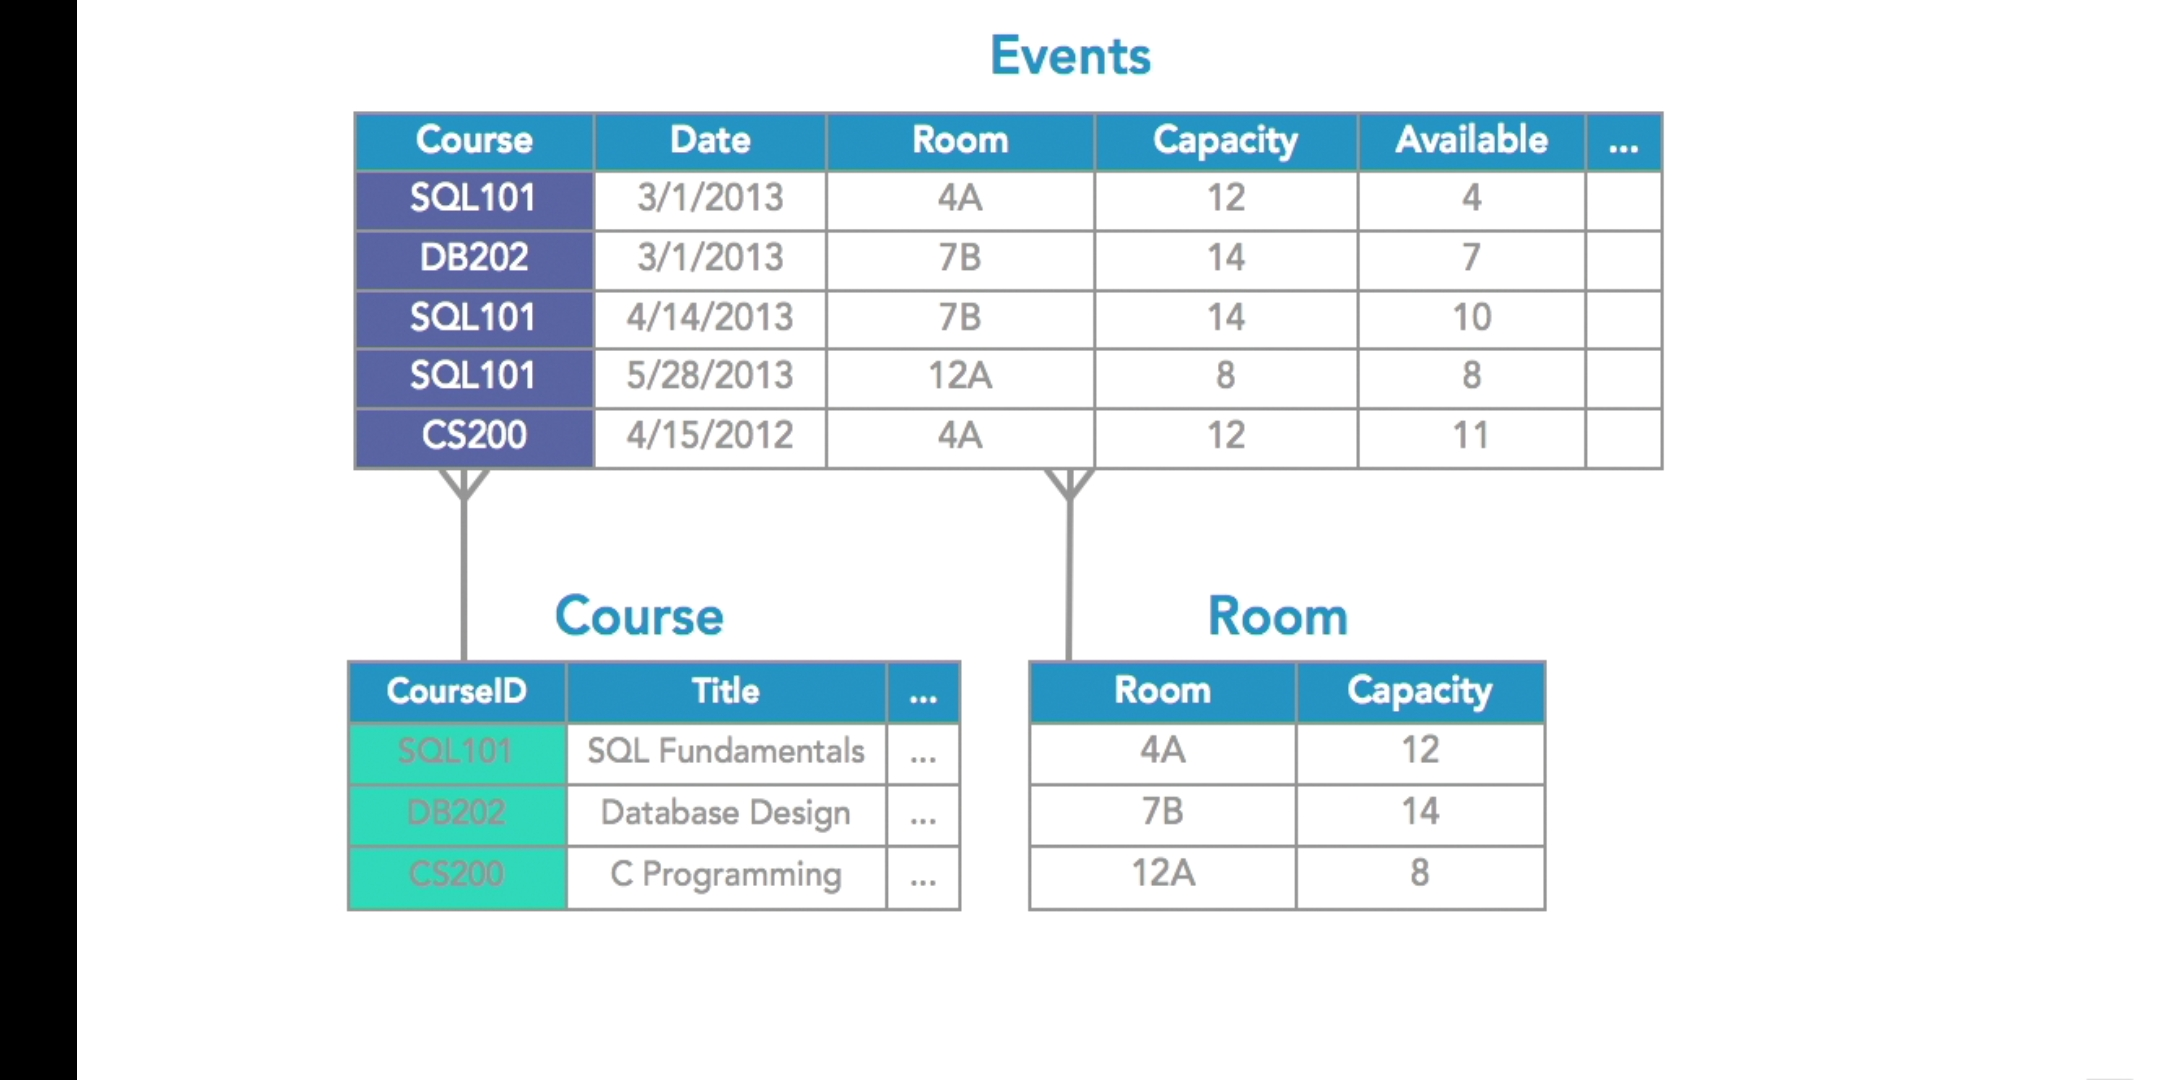 Events
Course Date Room Capacity Available ...
SQL101 3/1/2013 4A 12 4
DB202 3/1/2013 7B 14 7
SQL101 4/14/2013 7B 14 10
SQL101 5/28/2013 12A 8 8
CS200 4/15/2012 4A 12 11
Course
CourseID Title ...
SQL101 SQL Fundamentals ...
DB202 Database Design ...
CS200 C Programming ...
Room
Room Capacity
4A 12
7B 14
12A 8